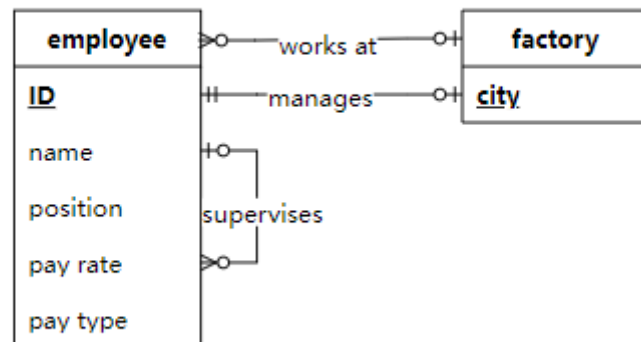 employee
works at
factory
ID
manages
city
name
position
supervises
pay rate
pay type